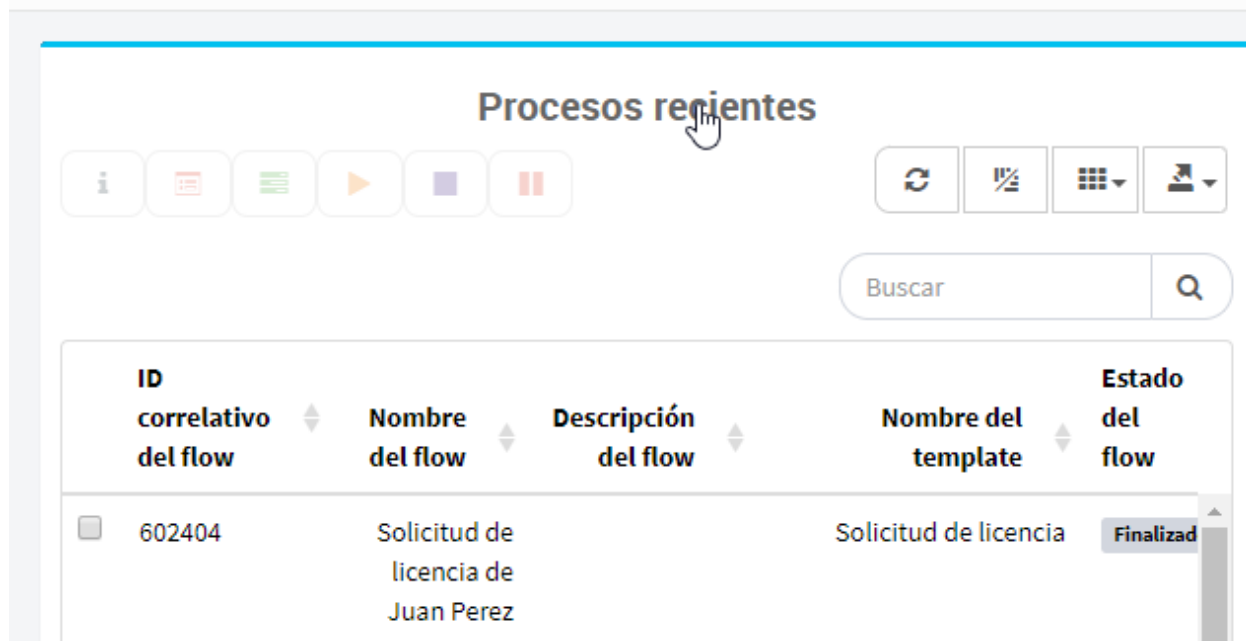 Procesos recientes
Buscar
ID correlativo del flow
Nombre del flow
Descripción del flow
Nombre del template
Estado del flow
602404
Solicitud de licencia de Juan Perez
Solicitud de licencia
Finalizad